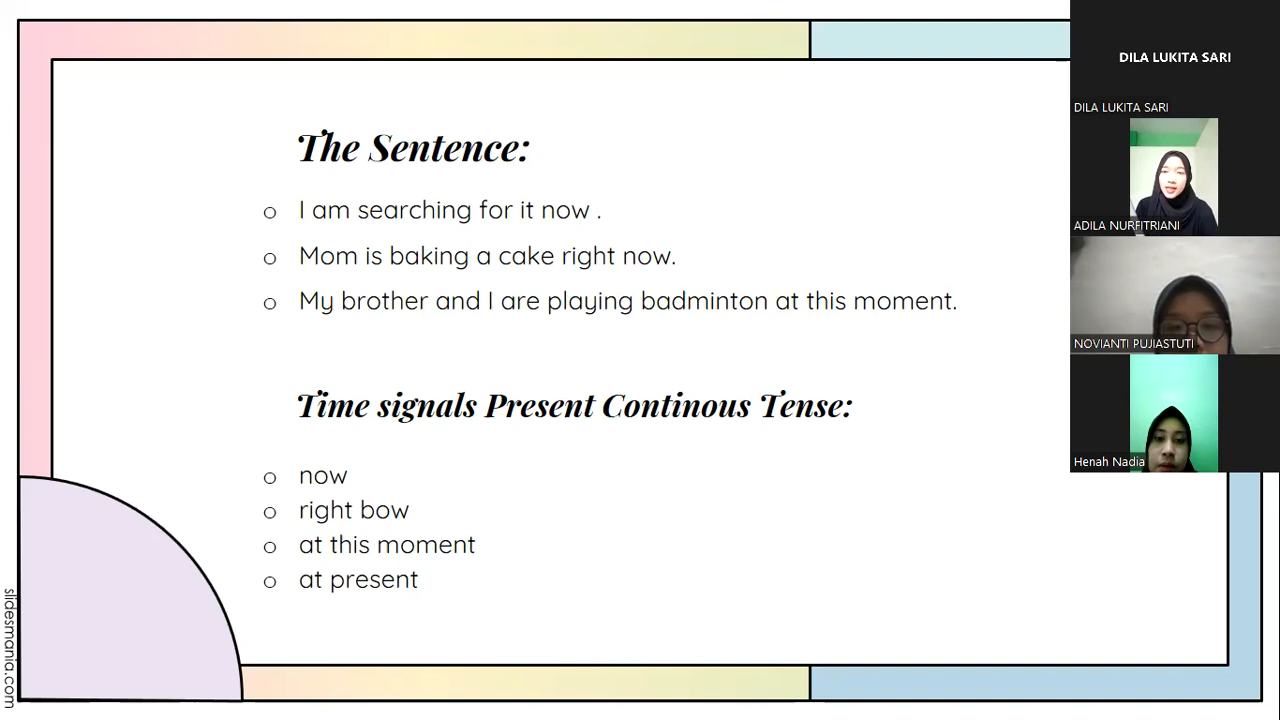 The Sentence:
o I am searching for it now .
o Mom is baking a cake right now.
o My brother and I are playing badminton at this moment.
Time signals Present Continous Tense:
o now
o right bow
o at this moment
o at present
slidesmania.com
DILA LUKITA SARI
DILA LUKITA SARI
ADILA NURFITRIANI
NOVIANTI PUJIASTUTI
Henah Nadia